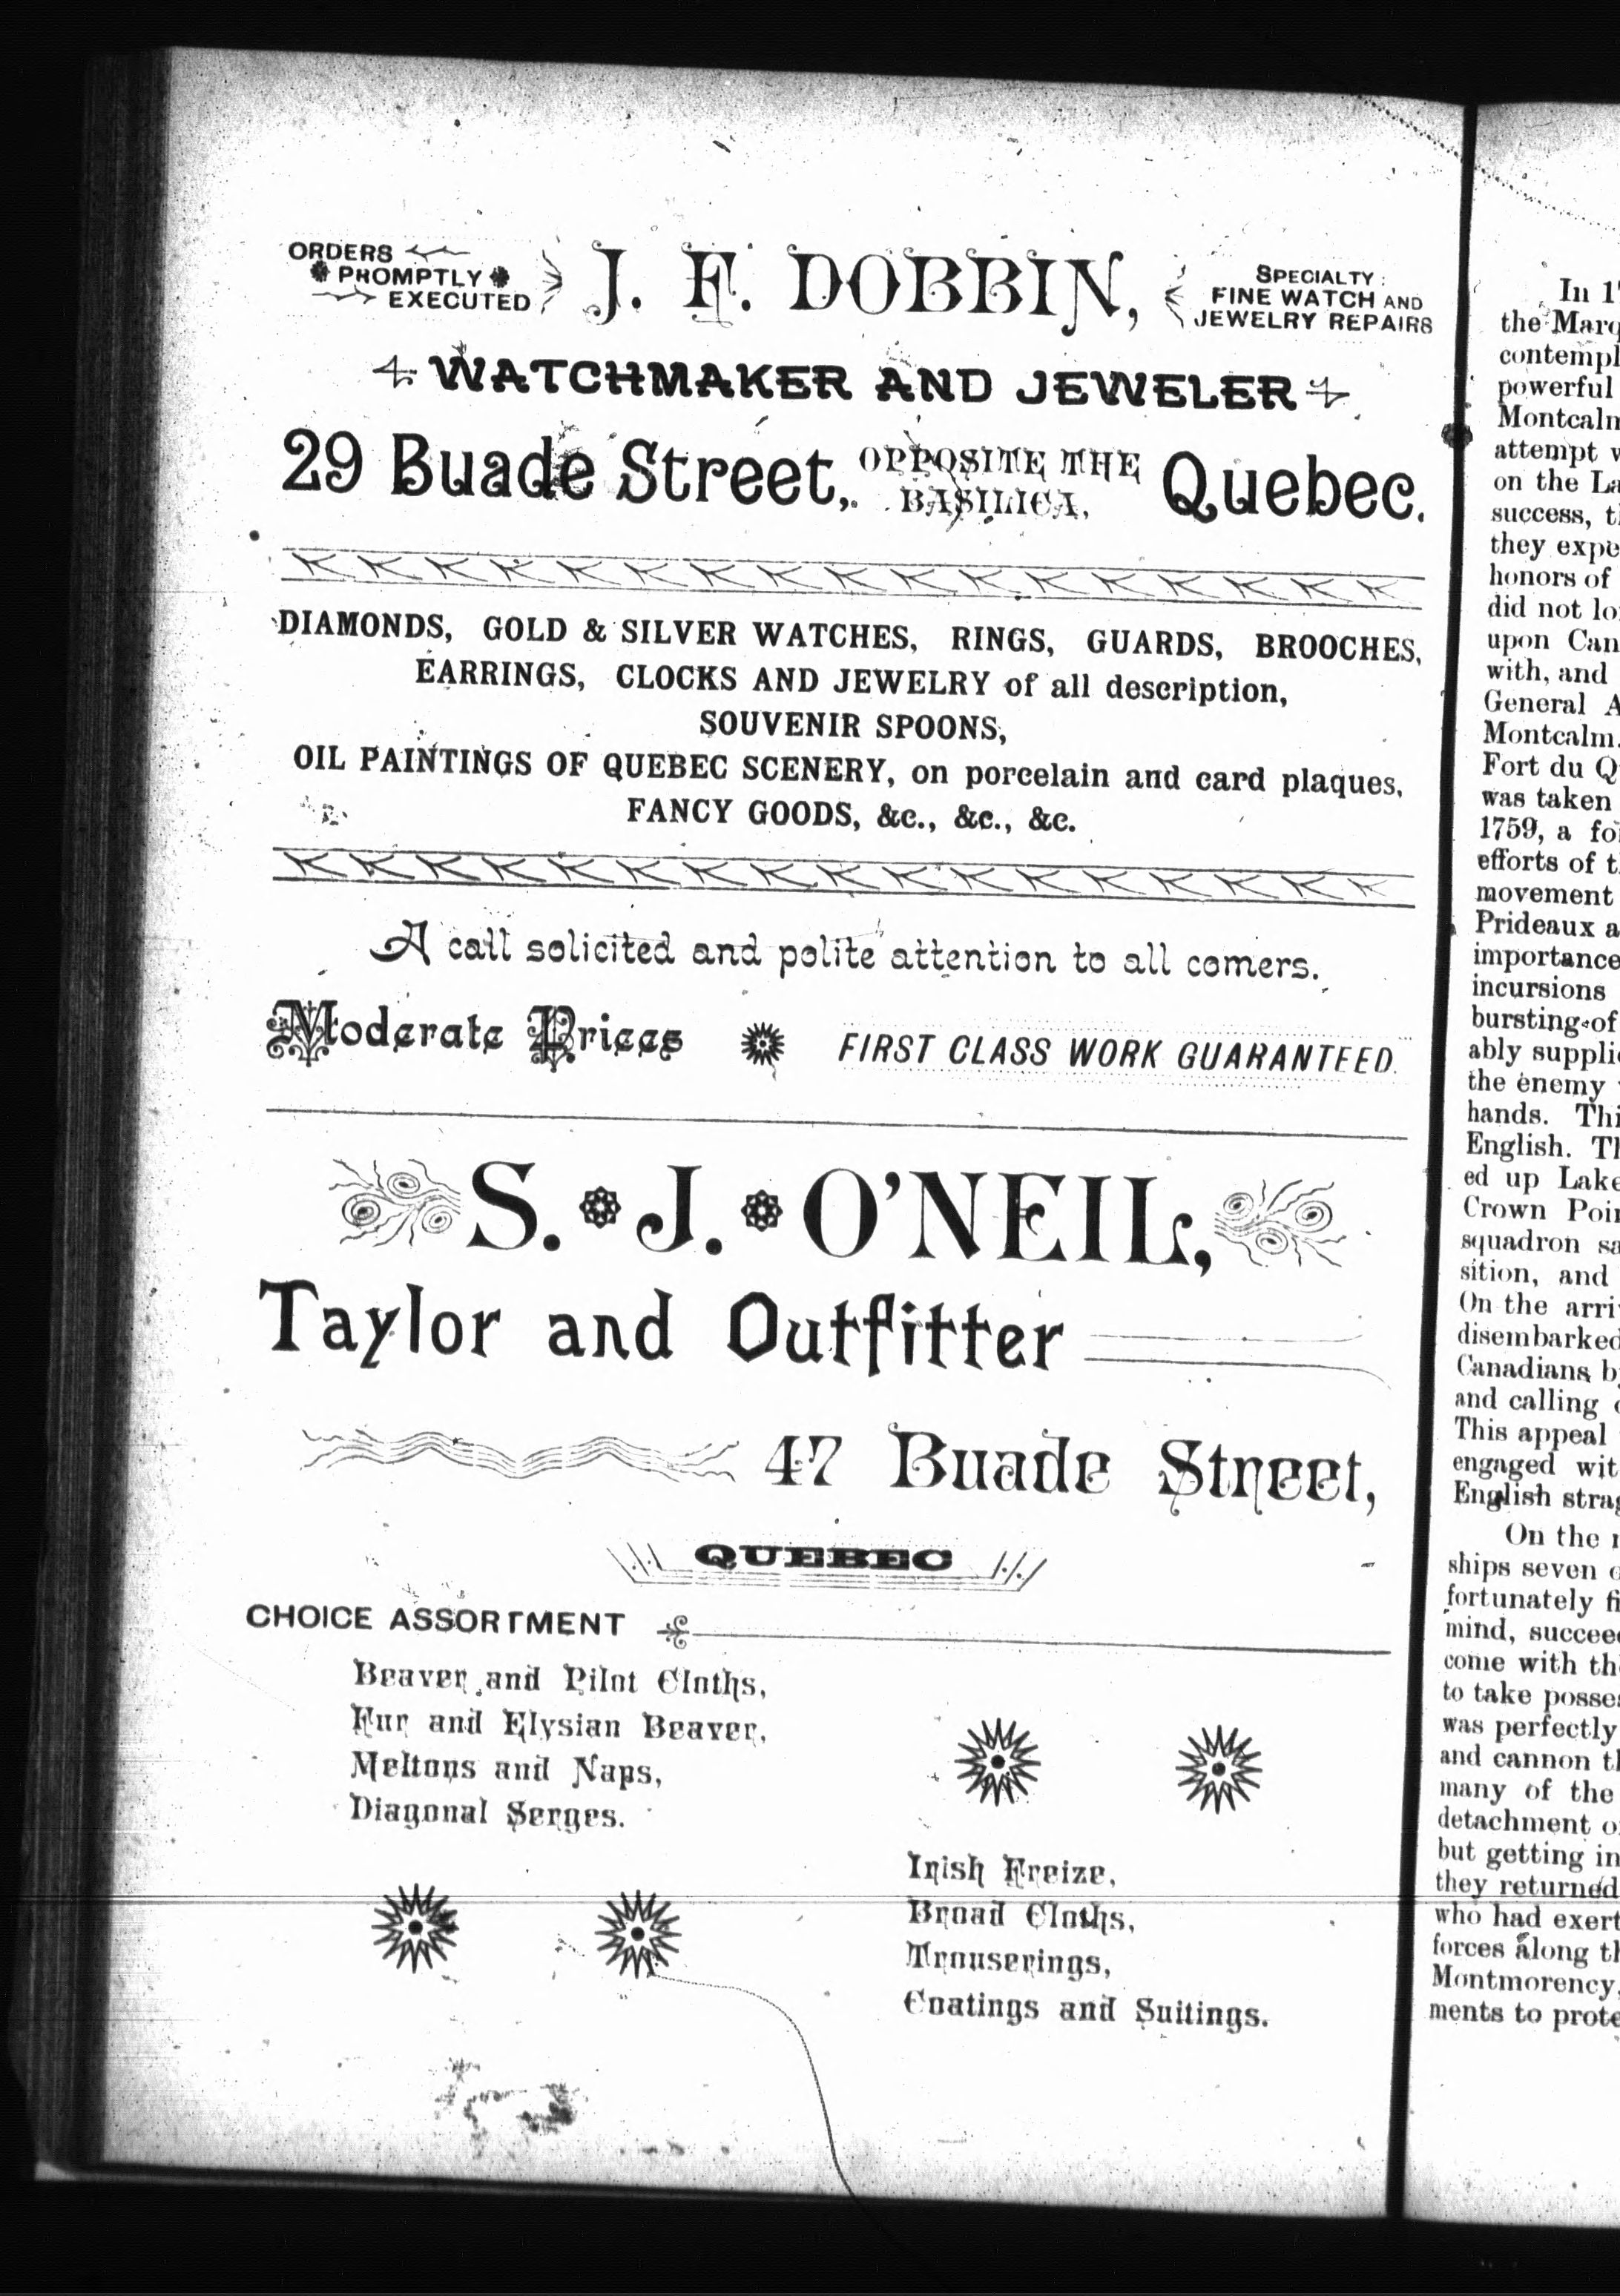 ORDERS
PROMPTLY
EXECUTED
J. F. DOBBIN,
SPECIALTY :
FINE WATCH AND
JEWELRY REPAIRS
WATCHMAKER AND JEWELER
29 Buade Street,
OPPOSITE THE
BASILICA,
Quebec.
DIAMONDS, GOLD & SILVER WATCHES, RINGS, GUARDS, BROOCHES,
EARRINGS, CLOCKS AND JEWELRY of all description,
SOUVENIR SPOONS,
OIL PAINTINGS OF QUEBEC SCENERY, on porcelain and card plaques,
FANCY GOODS, &c., &c., &c.
A call solicited and polite attention to all comers.
Moderate Prices
FIRST CLASS WORK GUARANTEED.
S. J. O'NEIL,
Taylor and Outfitter
47 Buade Street,
QUEBEC
CHOICE ASSORTMENT
Beaver and Pilot Cloths,
Fur and Elysian Beaver,
Meltons and Naps,
Diagonal Serges.
Irish Freize,
Broad Cloths,
Trouserings,
Coatings and Suitings.
In 1
the Marq
contempl
powerful
Montcalm
attempt w
on the La
success, t
they expe
honors of
did not lo
upon Can
with, and
General A
Montcalm.
Fort du Q
was taken
1759, a fo
efforts of t
movement
Prideaux a
importance
incursions
bursting of
ably supplie
the enemy
hands. Thi
English. Th
ed up Lake
Crown Poin
squadron sa
sition, and
On the arri
disembarked
Canadians b
and calling
This appeal
engaged wit
English strag
On the
ships seven
fortunately fi
mind, succeed
come with th
to take posses
was perfectly
and cannon t
many of the
detachment o
but getting in
they returned
who had exert
forces along th
Montmorency,
ments to prote